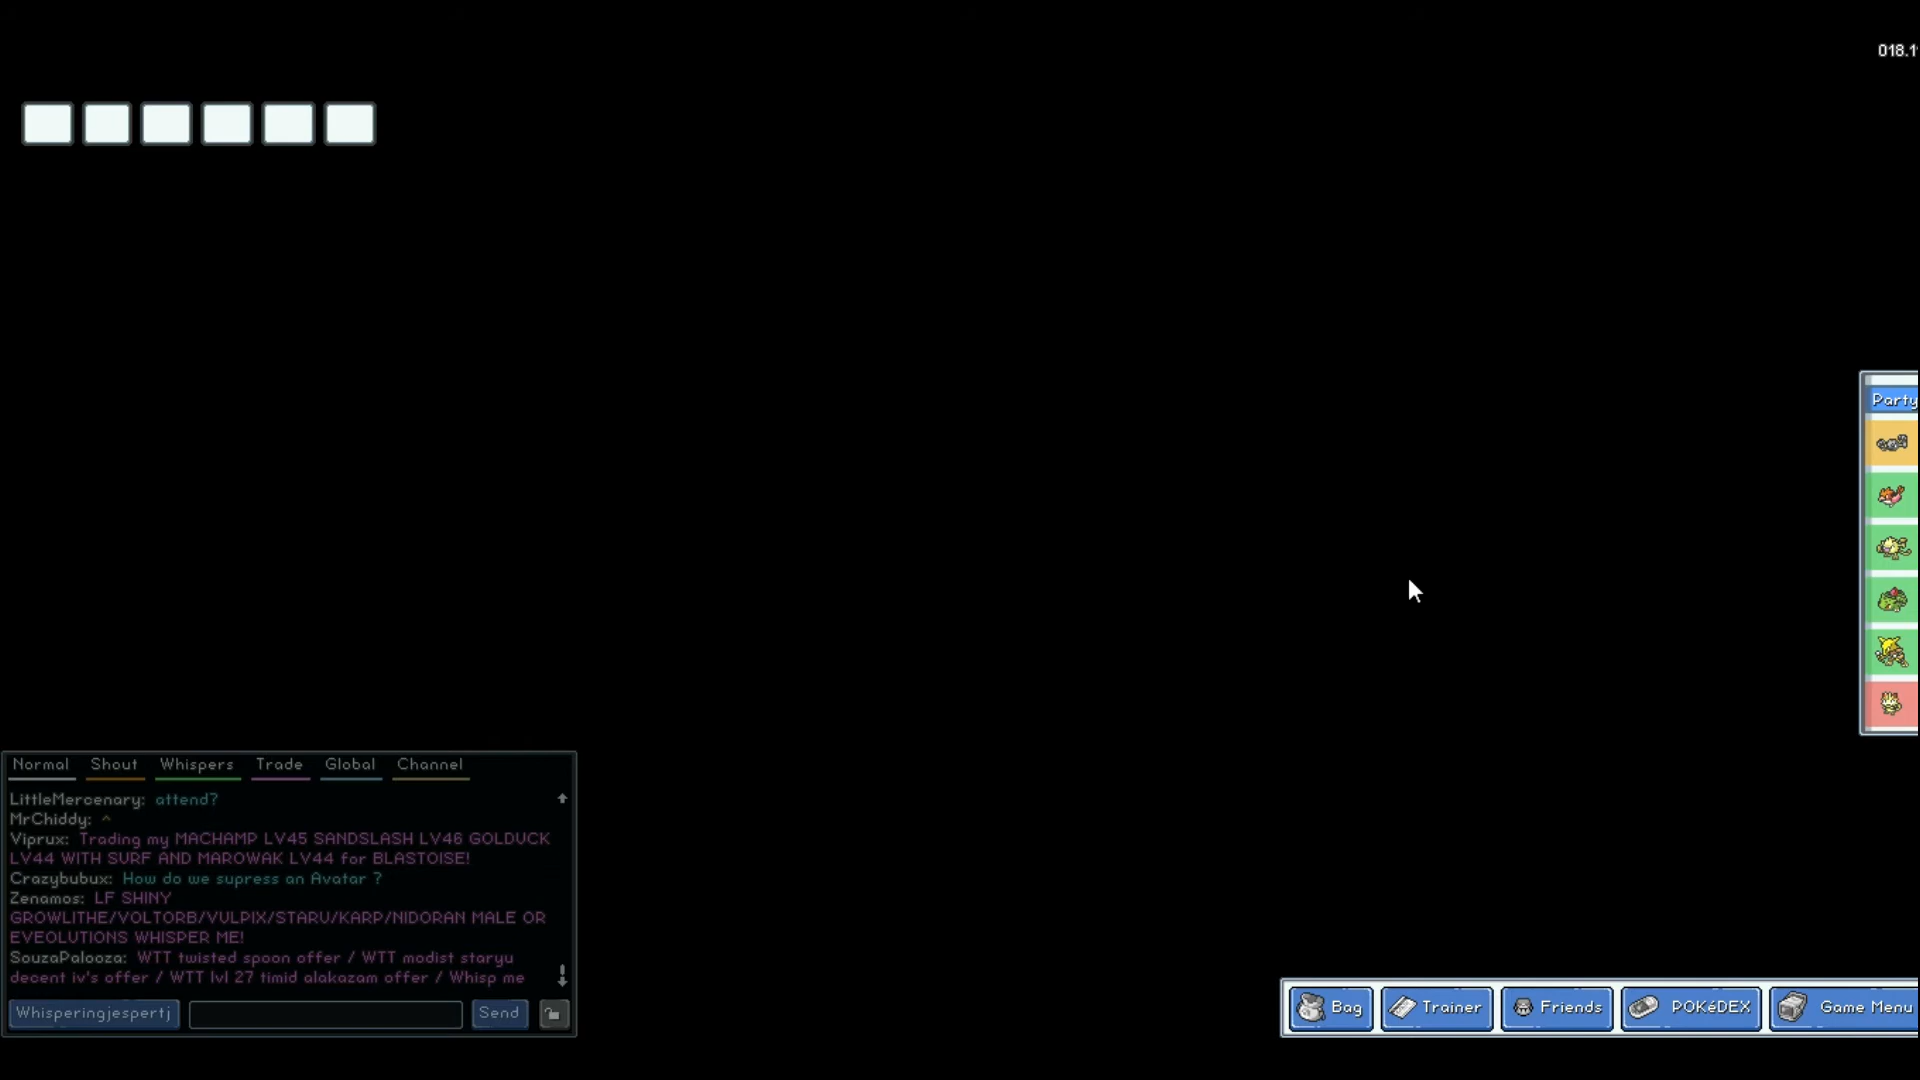 018.1
Party
Normal Shout Whispers Trade Global Channel
LittleMercenary: attend?
MrChiddy: ^
Viprux: Trading my MACHAMP LV45 SANDSLASH LV46 GOLDUCK
LV44 WITH SURF AND MAROWAK LV44 for BLASTOISE!
Crazybubux: How do we supress an Avatar ?
Zenamos: LF SHINY
GROWLITHE/VOLTORB/VULPIX/STARU/KARP/NIDORAN MALE OR
EVEOLUTIONS WHISPER ME!
SouzaPalooza: WTT twisted spoon offer / WTT modist staryu
decent iv's offer / WTT lvl 27 timid alakazam offer / Whisp me
Whisperingjespertj Send
Bag Trainer Friends POKéDEX Game Menu